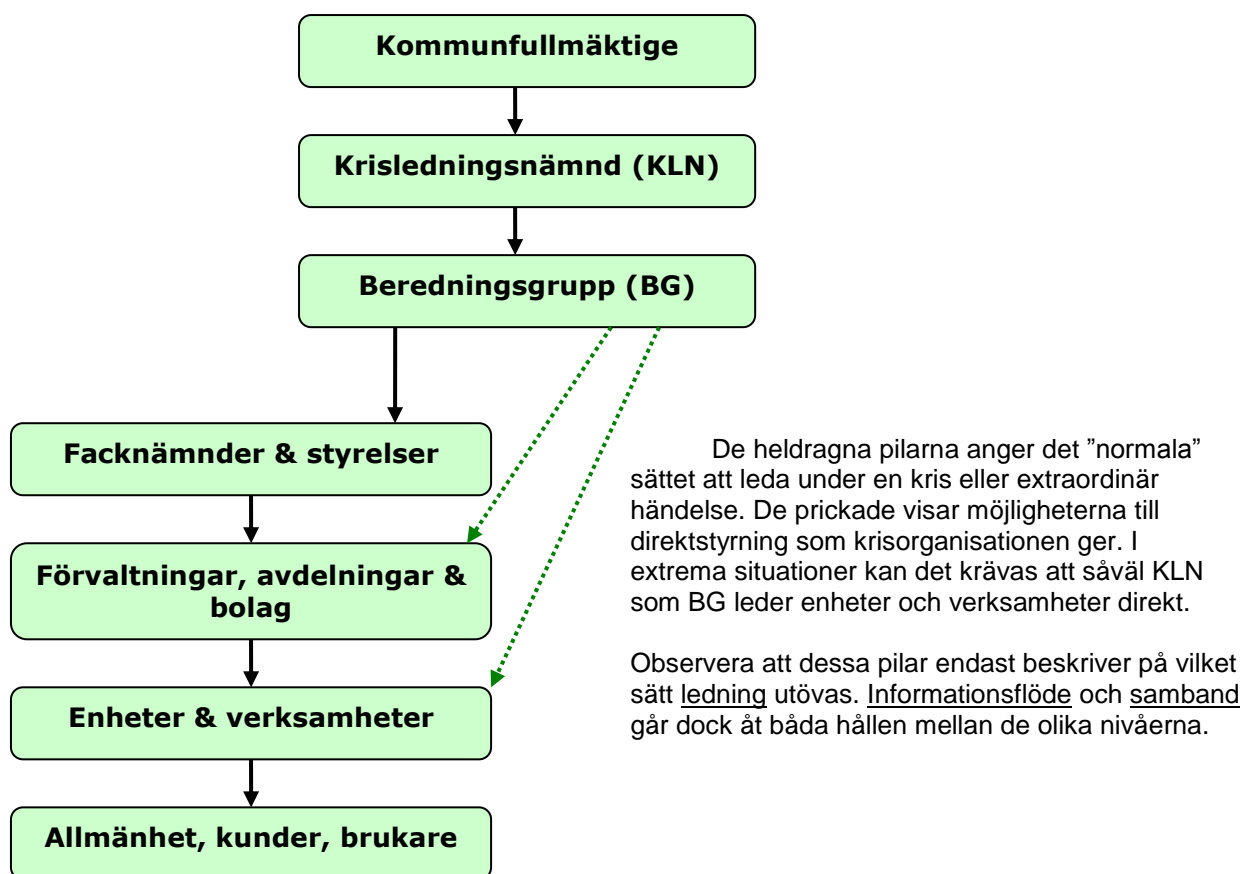 Kommunfullmäktige
Krisledningsnämnd (KLN)
Beredningsgrupp (BG)
Facknämnder & styrelser
Förvaltningar, avdelningar &
bolag
Enheter & verksamheter
Allmänhet, kunder, brukare
De heldragna pilarna anger det ”normala”
sättet att leda under en kris eller extraordinär
händelse. De prickade visar möjligheterna till
direktstyrning som krisorganisationen ger. I
extrema situationer kan det krävas att såväl KLN
som BG leder enheter och verksamheter direkt.
Observera att dessa pilar endast beskriver på vilket
sätt ledning utövas. Informationsflöde och samband
går dock åt båda hållen mellan de olika nivåerna.